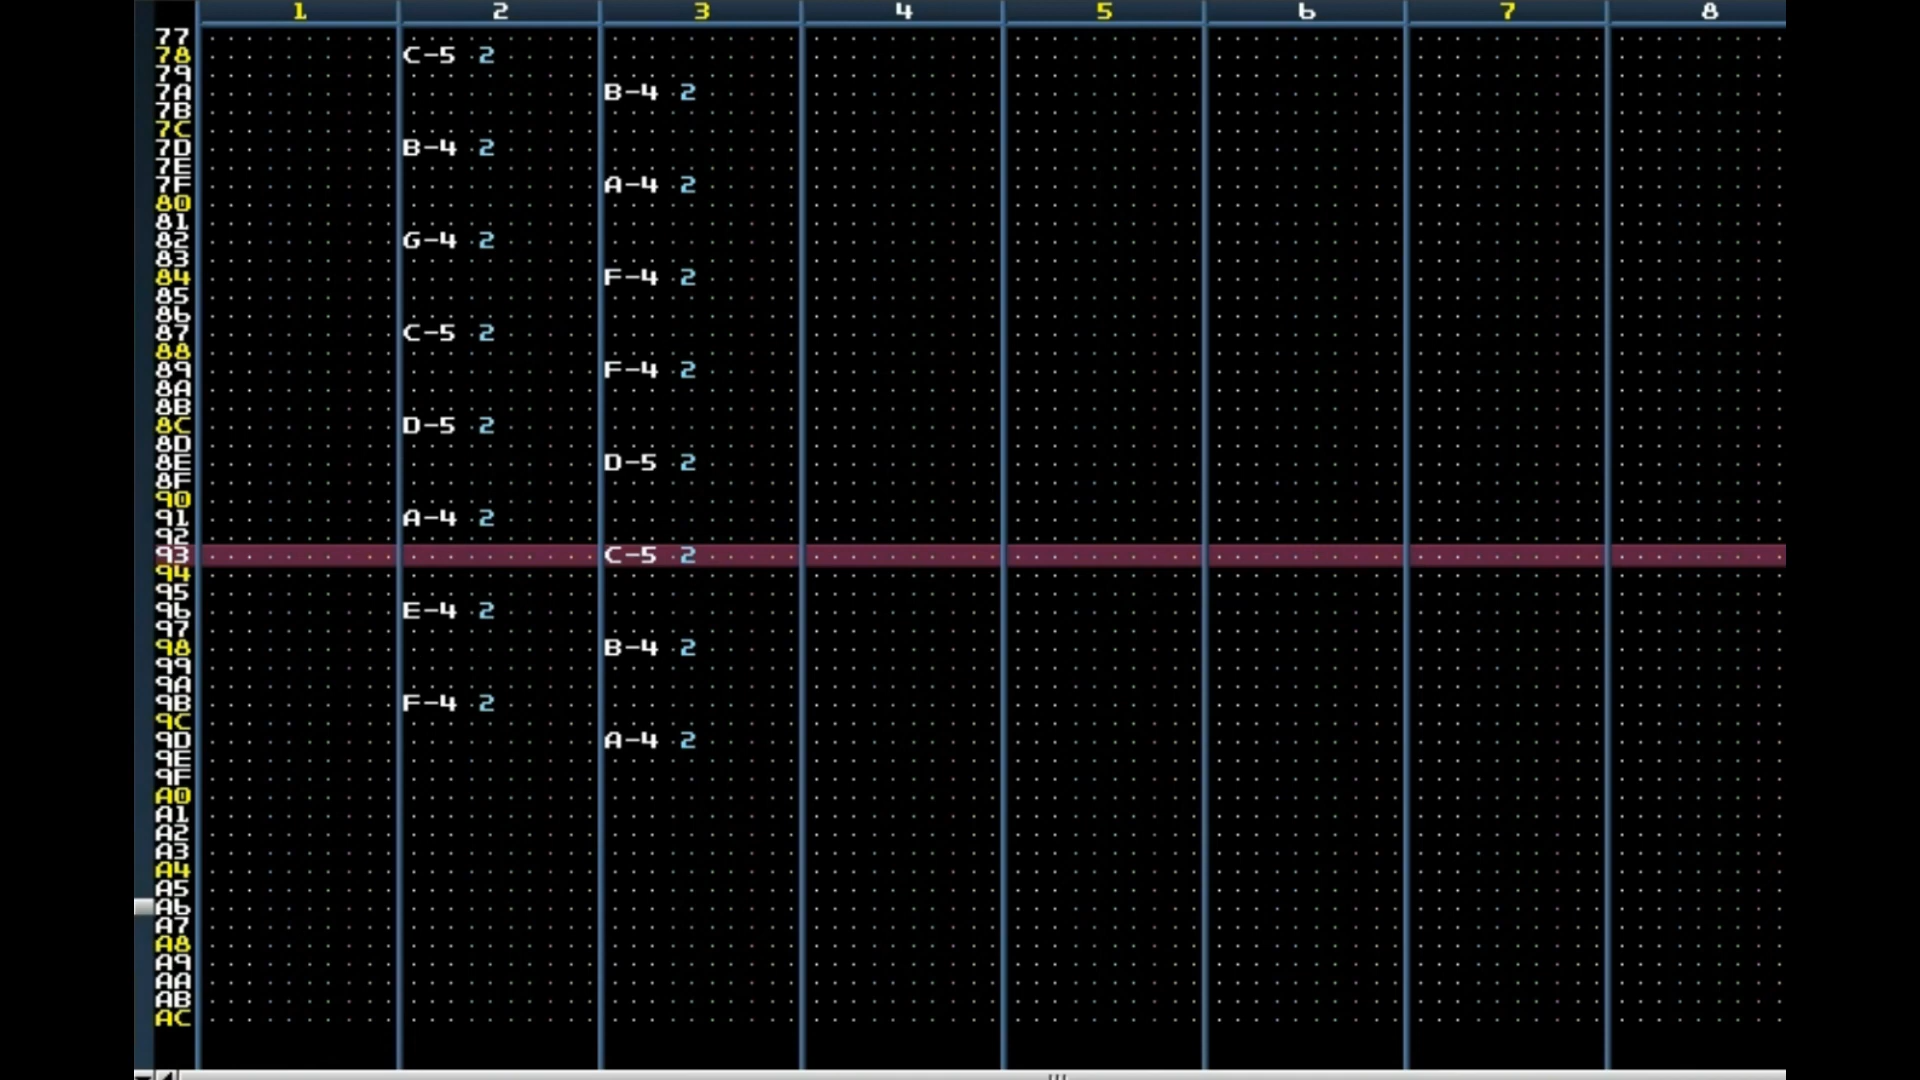 1 2 3 4 5 6 7 8
77
78 C-5 2
79
7A B-4 2
7B
7C
7D B-4 2
7E
7F A-4 2
80
81
82 G-4 2
83
84 F-4 2
85
86
87 C-5 2
88
89 F-4 2
8A
8B
8C D-5 2
8D
8E D-5 2
8F
90
91 A-4 2
92
93 C-5 2
94
95
96 E-4 2
97
98 B-4 2
99
9A
9B F-4 2
9C
9D A-4 2
9E
9F
A0
A1
A2
A3
A4
A5
A6
A7
A8
A9
AA
AB
AC